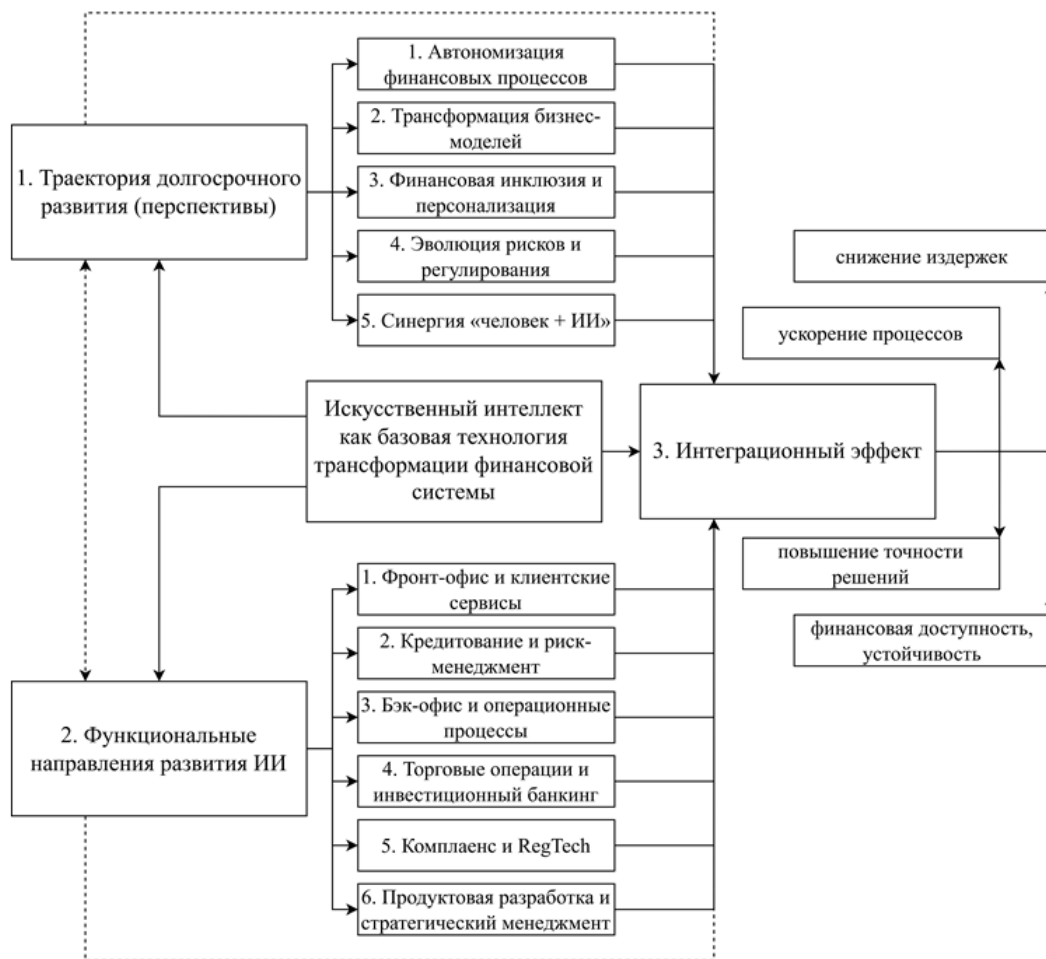 1. Автономизация
финансовых процессов
2. Трансформация бизнес-
моделей
1. Траектория долгосрочного
развития (перспективы)
3. Финансовая инклюзия и
персонализация
4. Эволюция рисков и
регулирования
5. Синергия «человек + ИИ»
снижение издержек
ускорение процессов
Искусственный интеллект
как базовая технология
трансформации финансовой
системы
3. Интеграционный эффект
повышение точности
решений
финансовая доступность,
устойчивость
1. Фронт-офис и клиентские
сервисы
2. Кредитование и риск-
менеджмент
3. Бэк-офис и операционные
процессы
2. Функциональные
направления развития ИИ
4. Торговые операции и
инвестиционный банкинг
5. Комплаенс и RegTech
6. Продуктовая разработка и
стратегический менеджмент